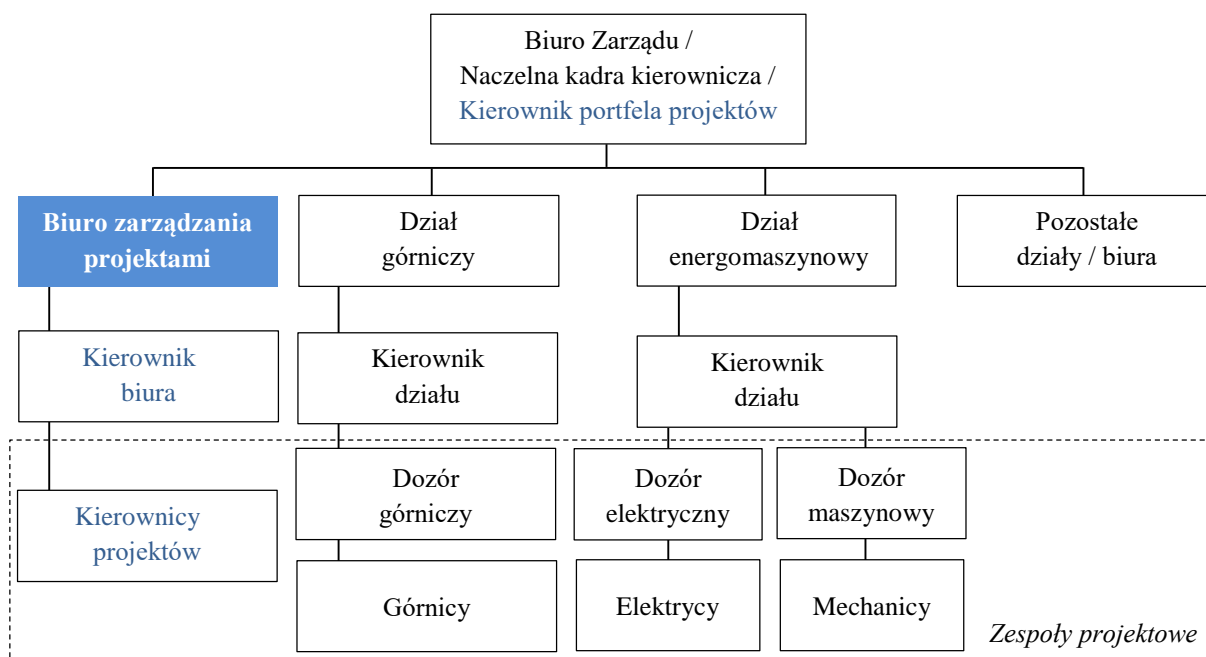 Biuro Zarządu /
Naczelna kadra kierownicza /
Kierownik portfela projektów
Biuro zarządzania
projektami
Dział
górniczy
Dział
energomaszynowy
Pozostałe
działy / biura
Kierownik
biura
Kierownik
działu
Kierownik
działu
Kierownicy
projektów
Dozór
górniczy
Dozór
elektryczny
Dozór
maszynowy
Górnicy
Elektrycy
Mechanicy
Zespoły projektowe